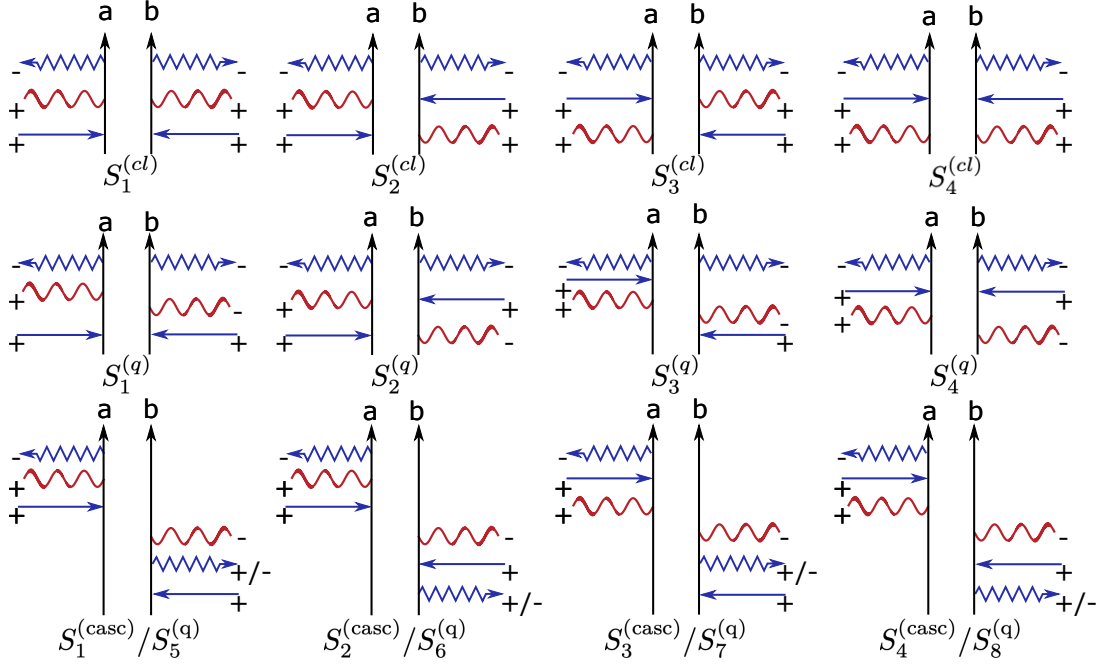 a b a b a b a b
- - - - - - - -
+ + + + + + + +
+ + + + + + + +
S_1^{(cl)} S_2^{(cl)} S_3^{(cl)} S_4^{(cl)}
a b a b a b a b
- - - - - - - -
+ - + + + + - + +
+ + + - + + -
S_1^{(q)} S_2^{(q)} S_3^{(q)} S_4^{(q)}
a b a b a b a b
- - - -
+ + + +
+ + + +
- - - -
+/- + +/- +
+ +/- + +/-
S_1^{(casc)}/S_5^{(q)} S_2^{(casc)}/S_6^{(q)} S_3^{(casc)}/S_7^{(q)} S_4^{(casc)}/S_8^{(q)}